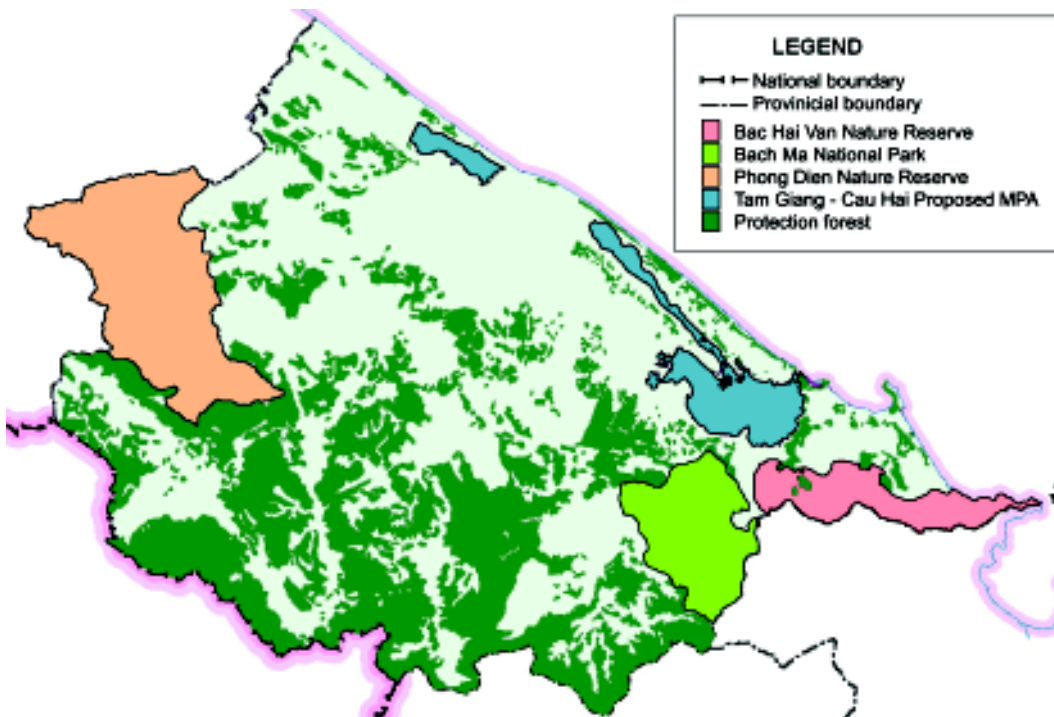 LEGEND
National boundary
Provinicial boundary
Bac Hai Van Nature Reserve
Bach Ma National Park
Phong Dien Nature Reserve
Tam Giang - Cau Hai Proposed MPA
Protection forest